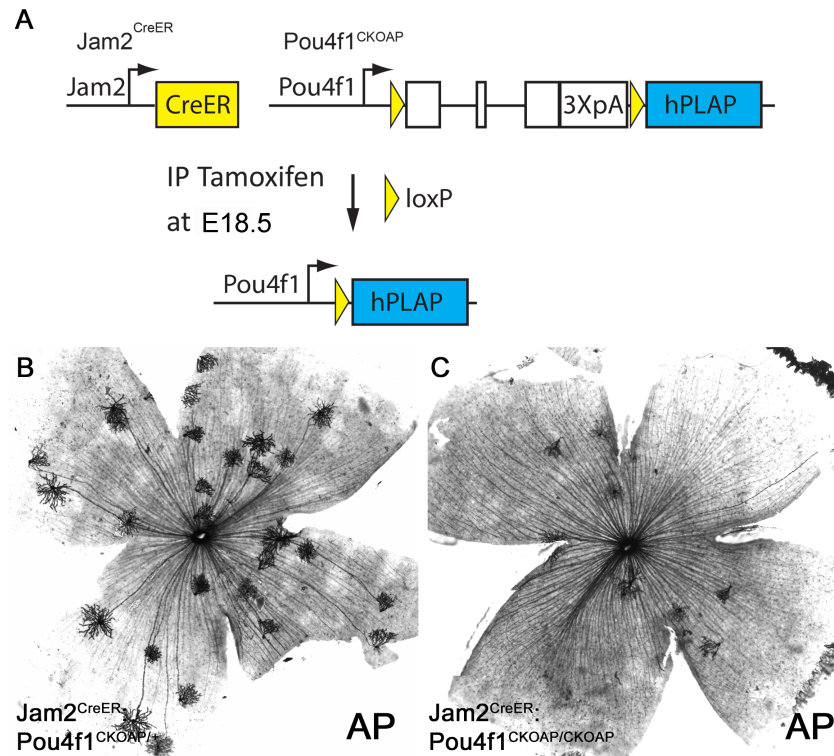 A
Jam2CreER
Pou4f1CKOAP
Jam2
CreER
Pou4f1
3XpA
hPLAP
IP Tamoxifen
at E18.5
loxP
Pou4f1
hPLAP
B
Jam2CreER:
Pou4f1CKOAP/+
AP
C
Jam2CreER:
Pou4f1CKOAP/CKOAP
AP